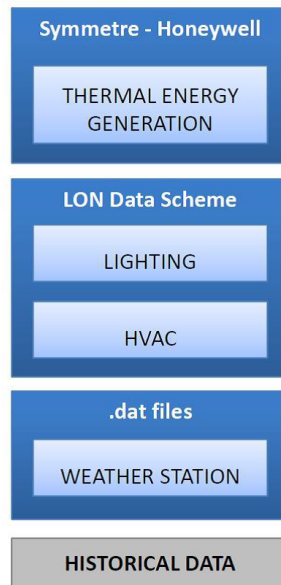 Symmetre - Honeywell
THERMAL ENERGY
GENERATION
LON Data Scheme
LIGHTING
HVAC
.dat files
WEATHER STATION
HISTORICAL DATA